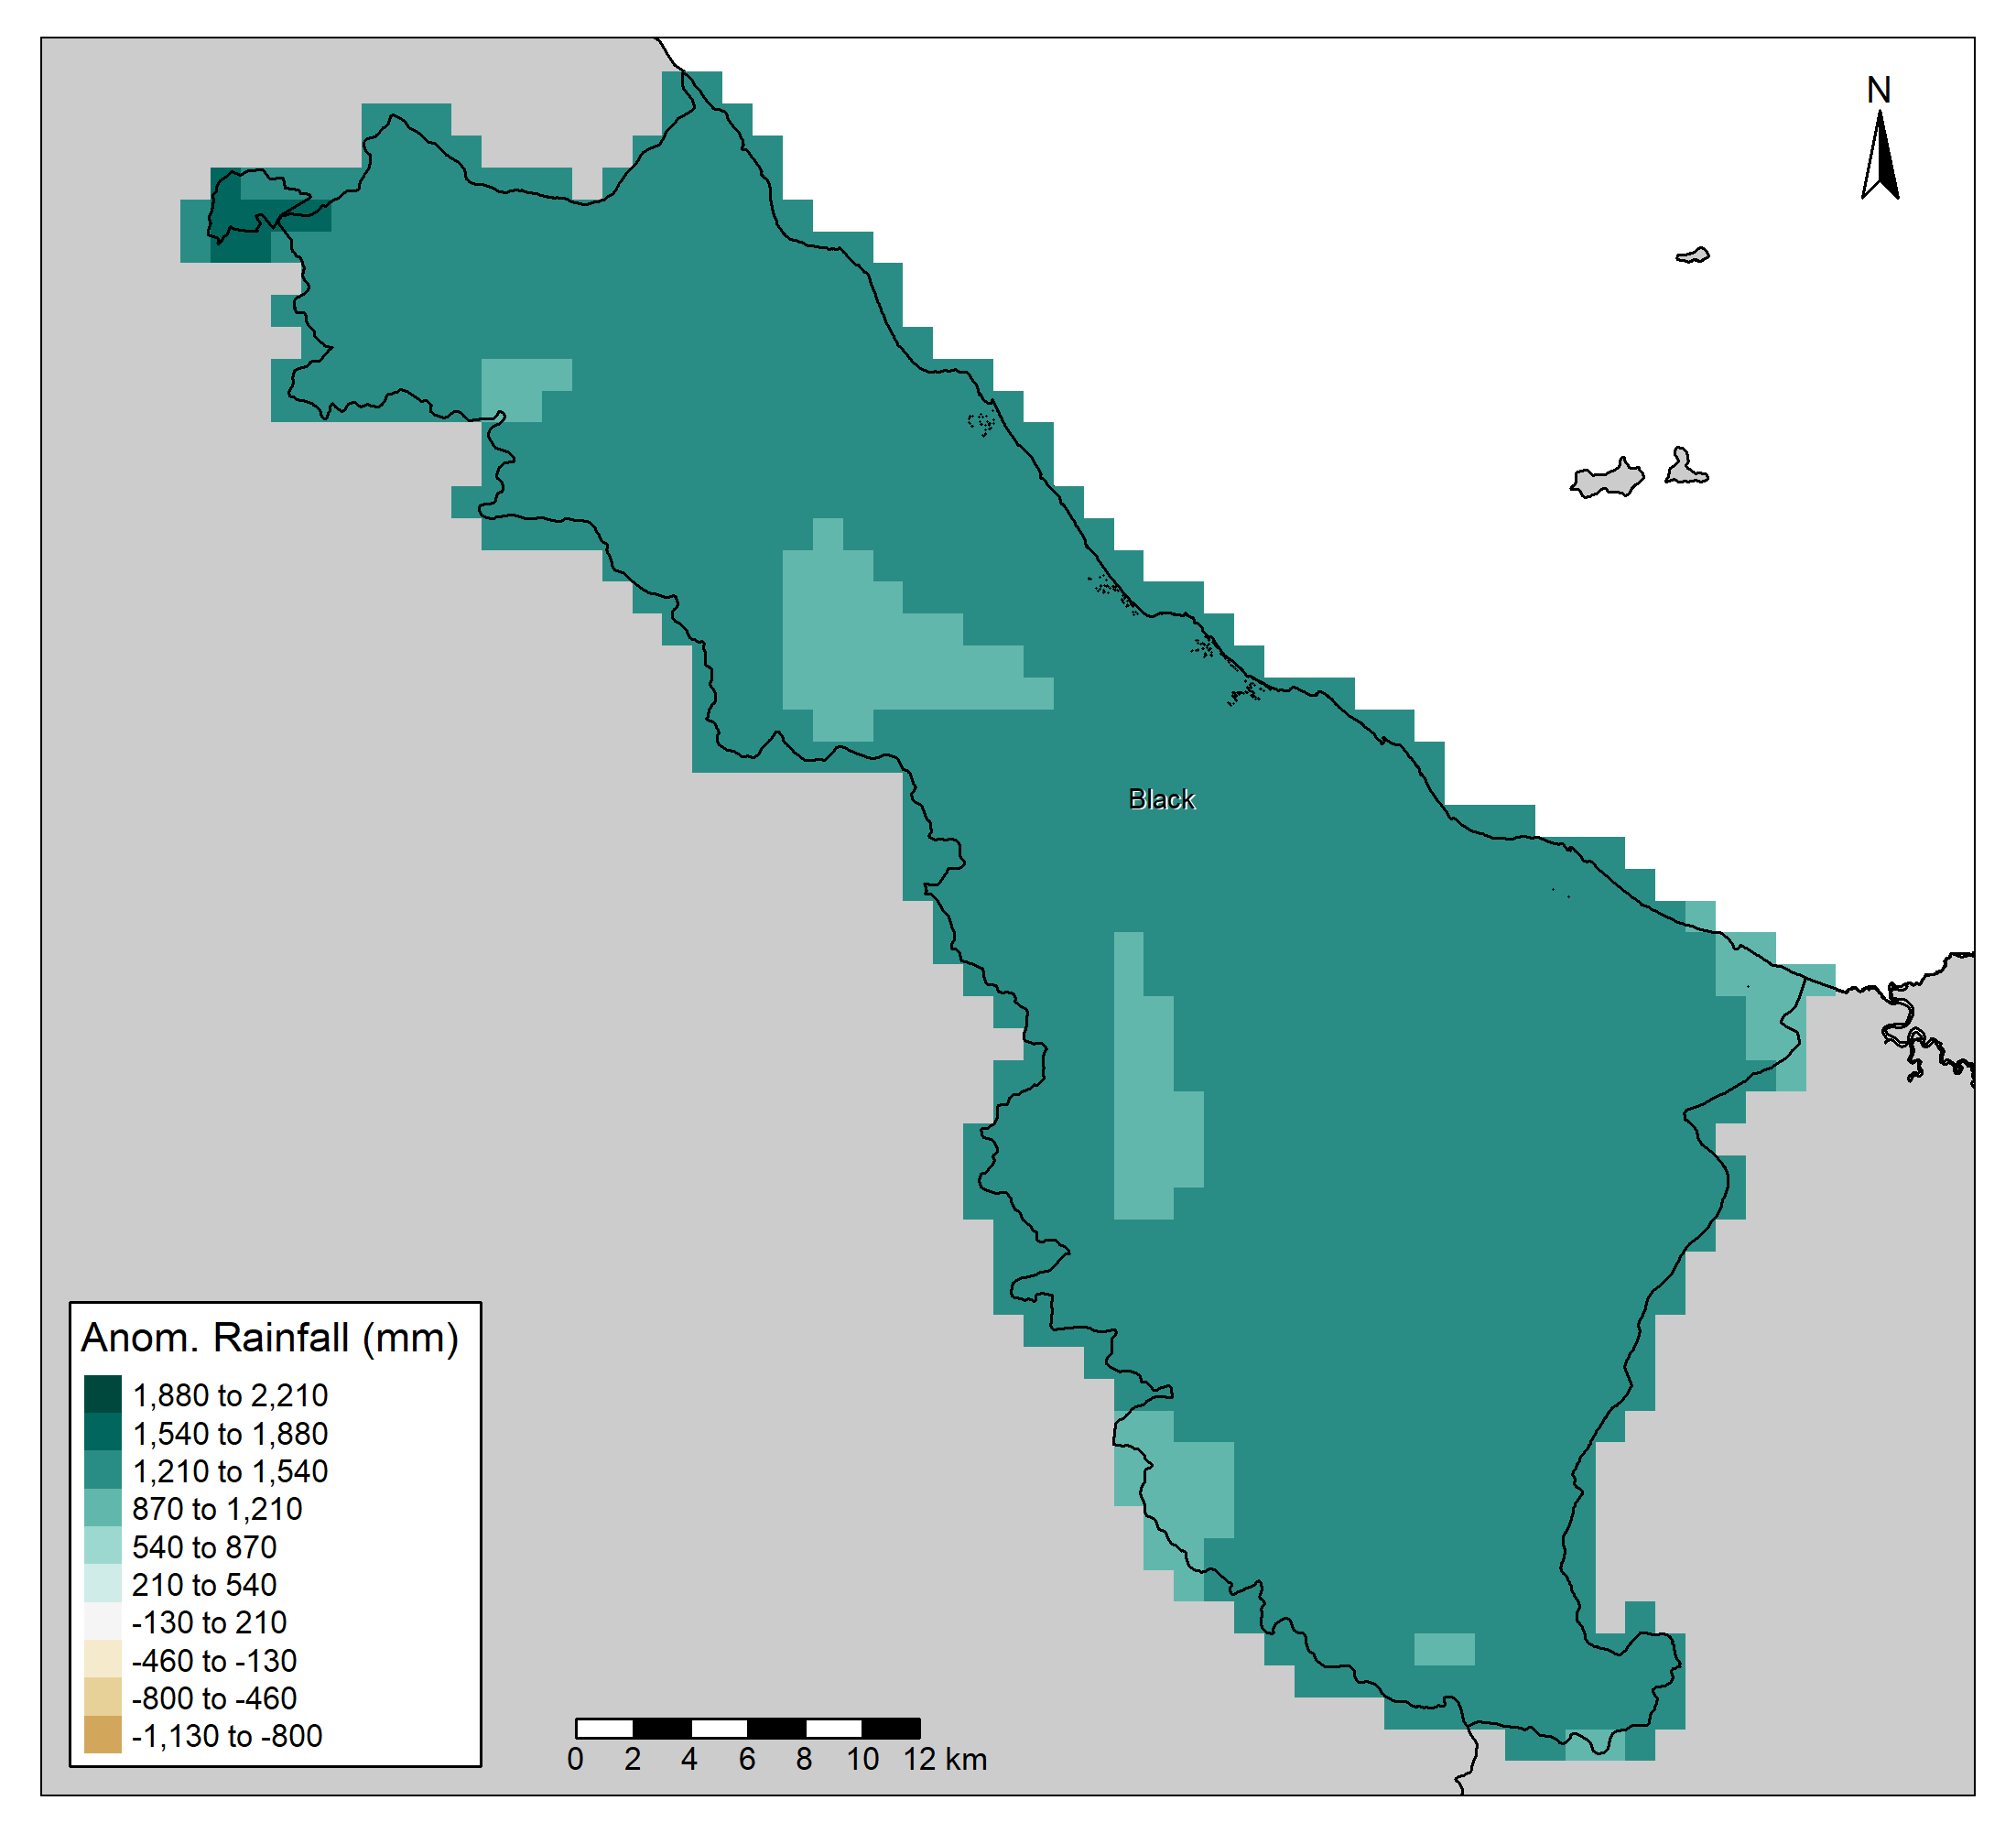 N
Black
Anom. Rainfall (mm)
1,880 to 2,210
1,540 to 1,880
1,210 to 1,540
870 to 1,210
540 to 870
210 to 540
-130 to 210
-460 to -130
-800 to -460
-1,130 to -800
0 2 4 6 8 10 12 km